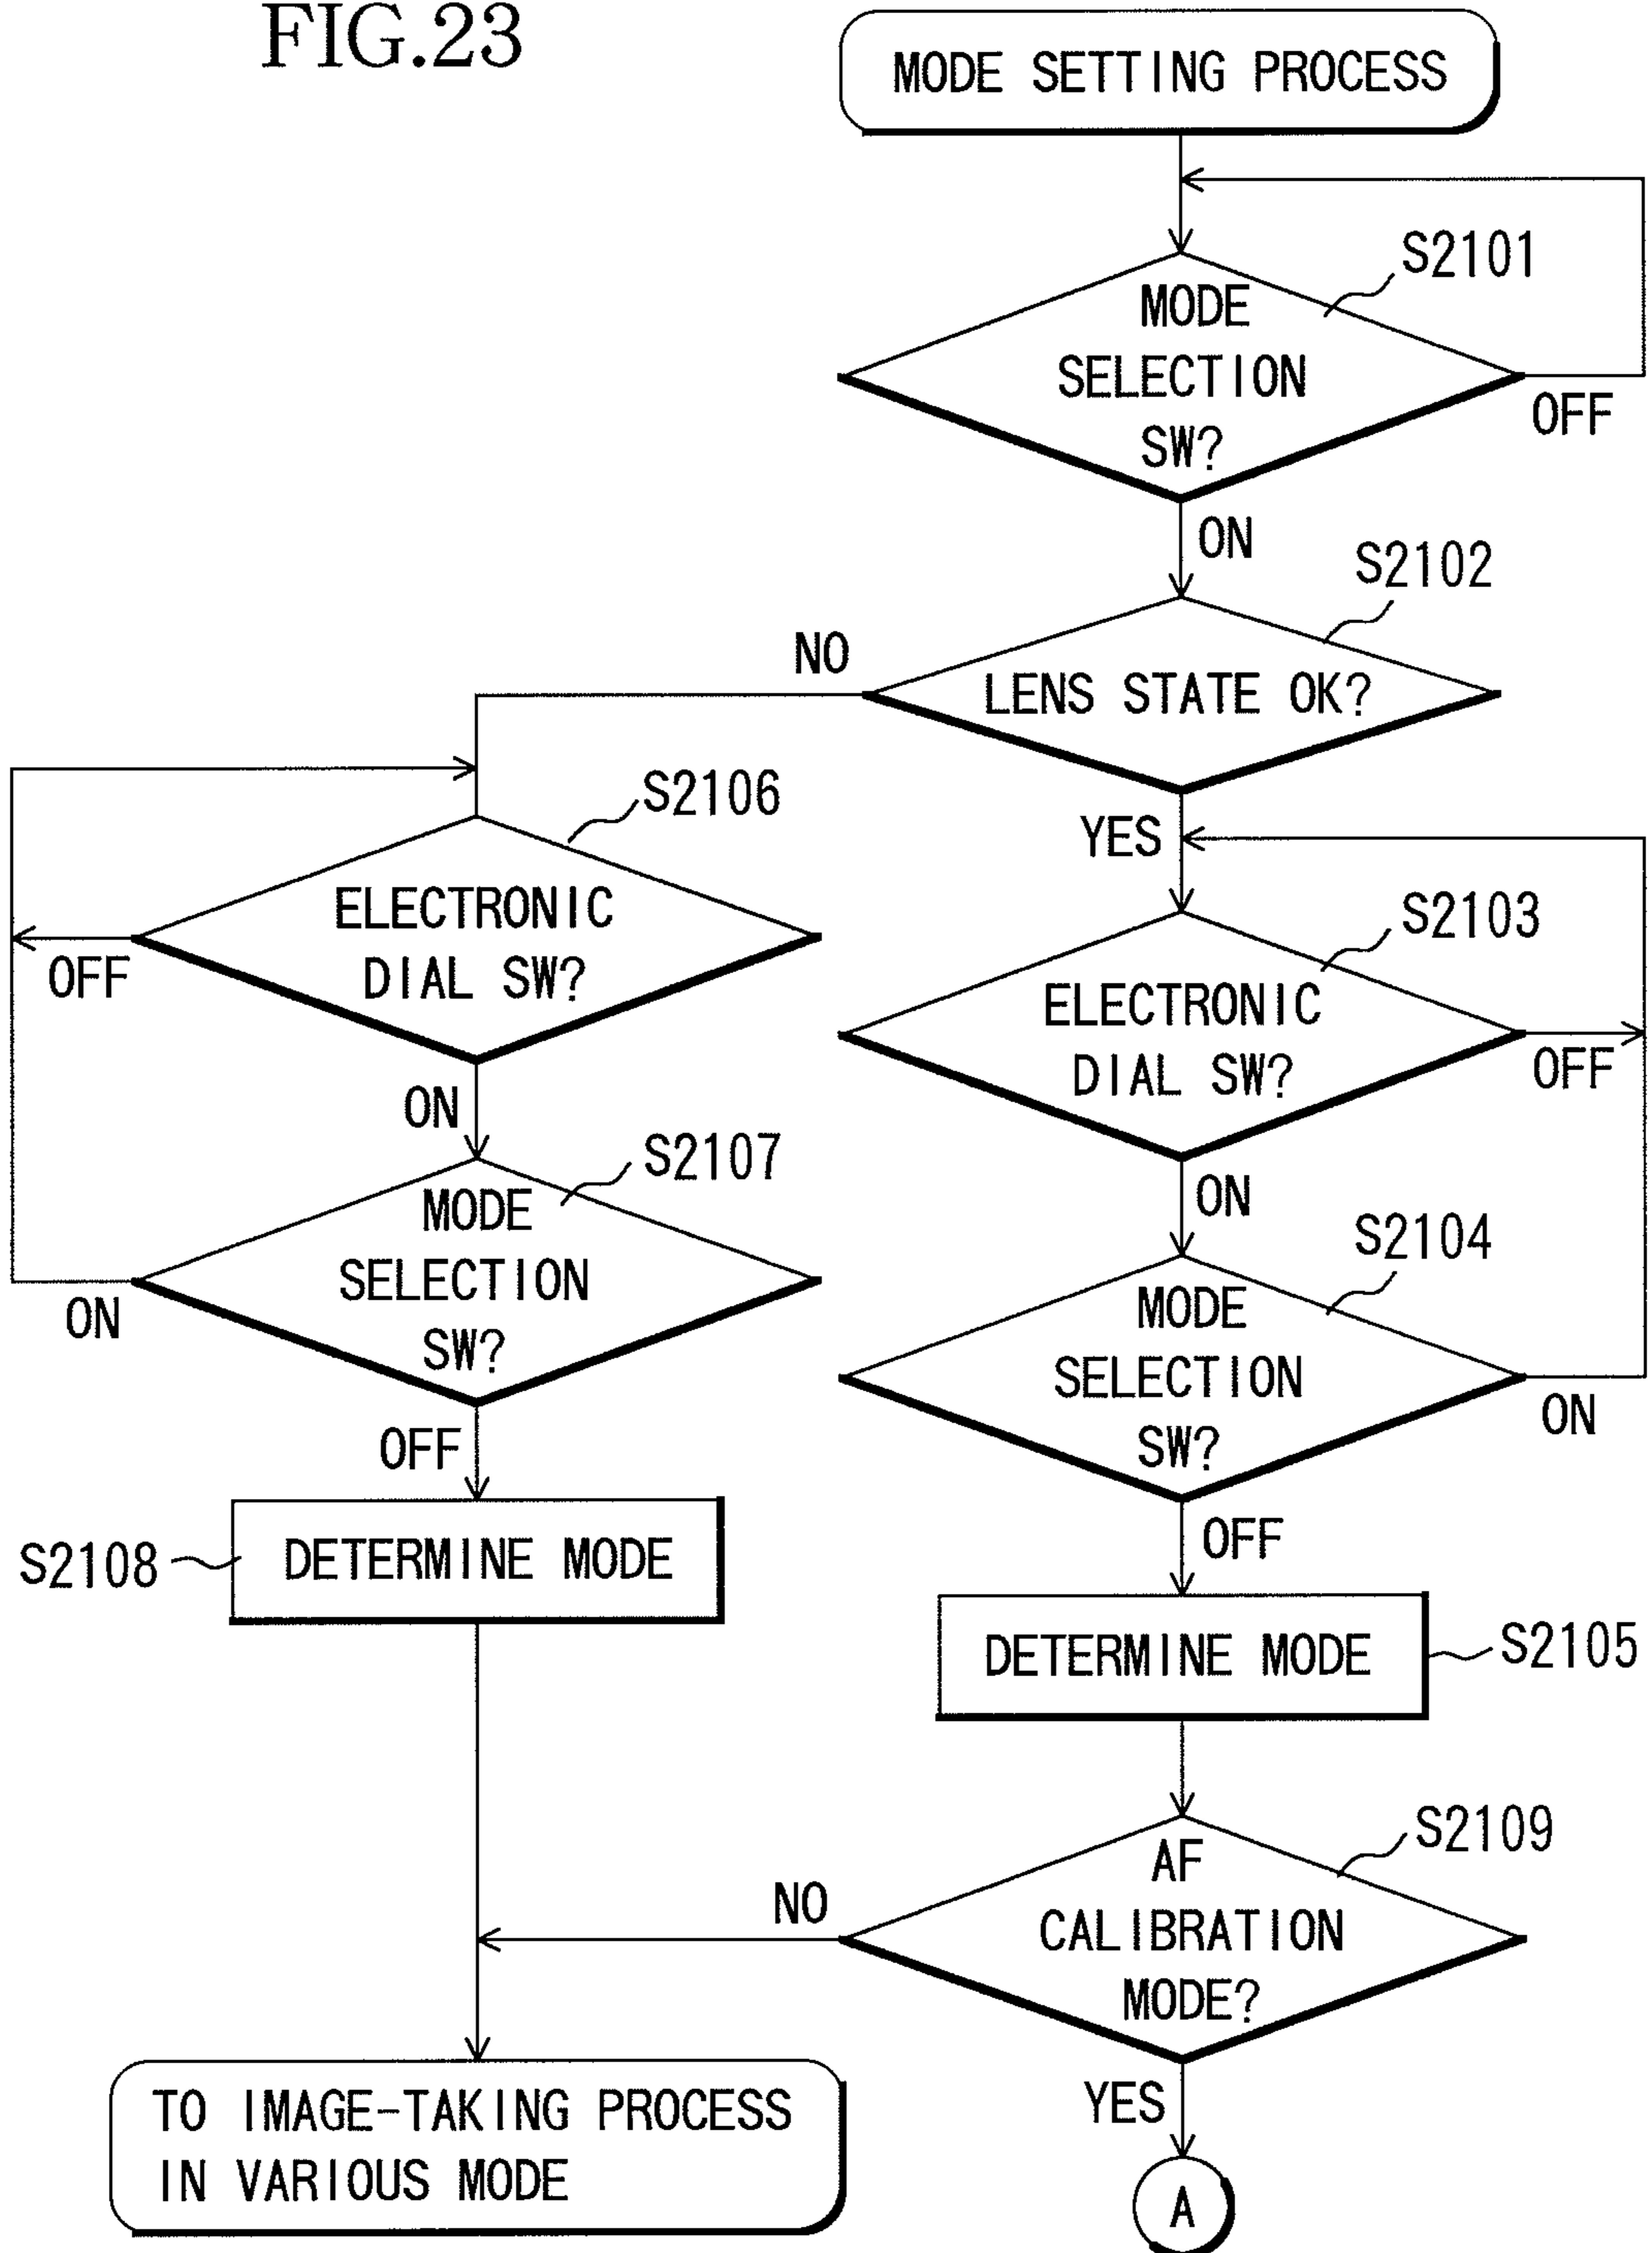 FIG.23
MODE SETTING PROCESS
S2101
MODE
SELECTION
SW?
OFF
ON
S2102
NO
LENS STATE OK?
YES
S2106
ELECTRONIC
DIAL SW?
OFF
ON
S2103
ELECTRONIC
DIAL SW?
OFF
ON
S2107
MODE
SELECTION
SW?
ON
OFF
S2104
MODE
SELECTION
SW?
ON
OFF
S2108
DETERMINE MODE
DETERMINE MODE
S2105
S2109
AF
CALIBRATION
MODE?
NO
YES
TO IMAGE-TAKING PROCESS
IN VARIOUS MODE
A